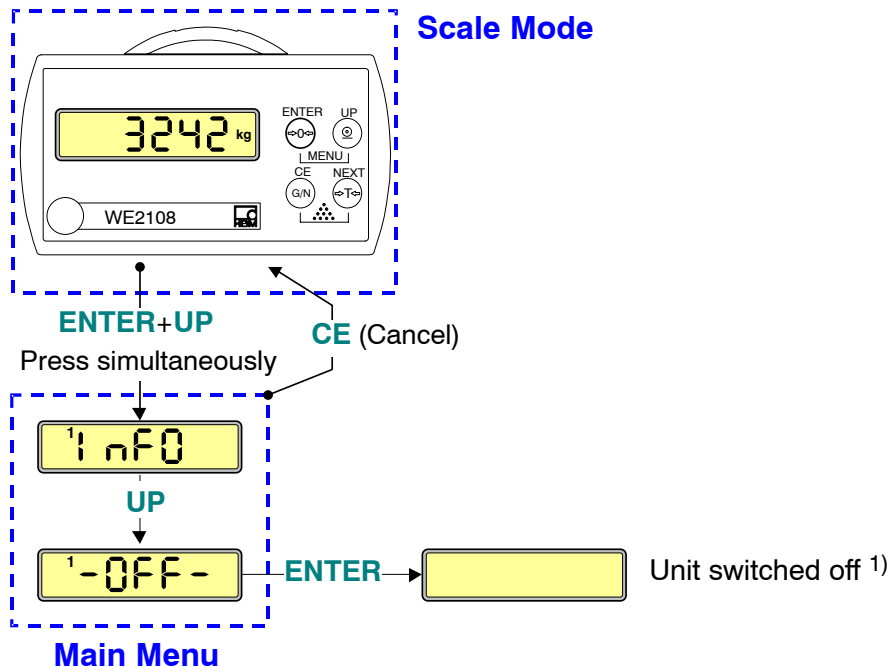 Scale Mode
ENTER UP
3242 kg
⇨0⇦
MENU
CE NEXT
G/N ⇨T⇦
WE2108
HBM
ENTER+UP
CE (Cancel)
Press simultaneously
1 InFO
UP
1 -OFF-
ENTER
Unit switched off 1)
Main Menu